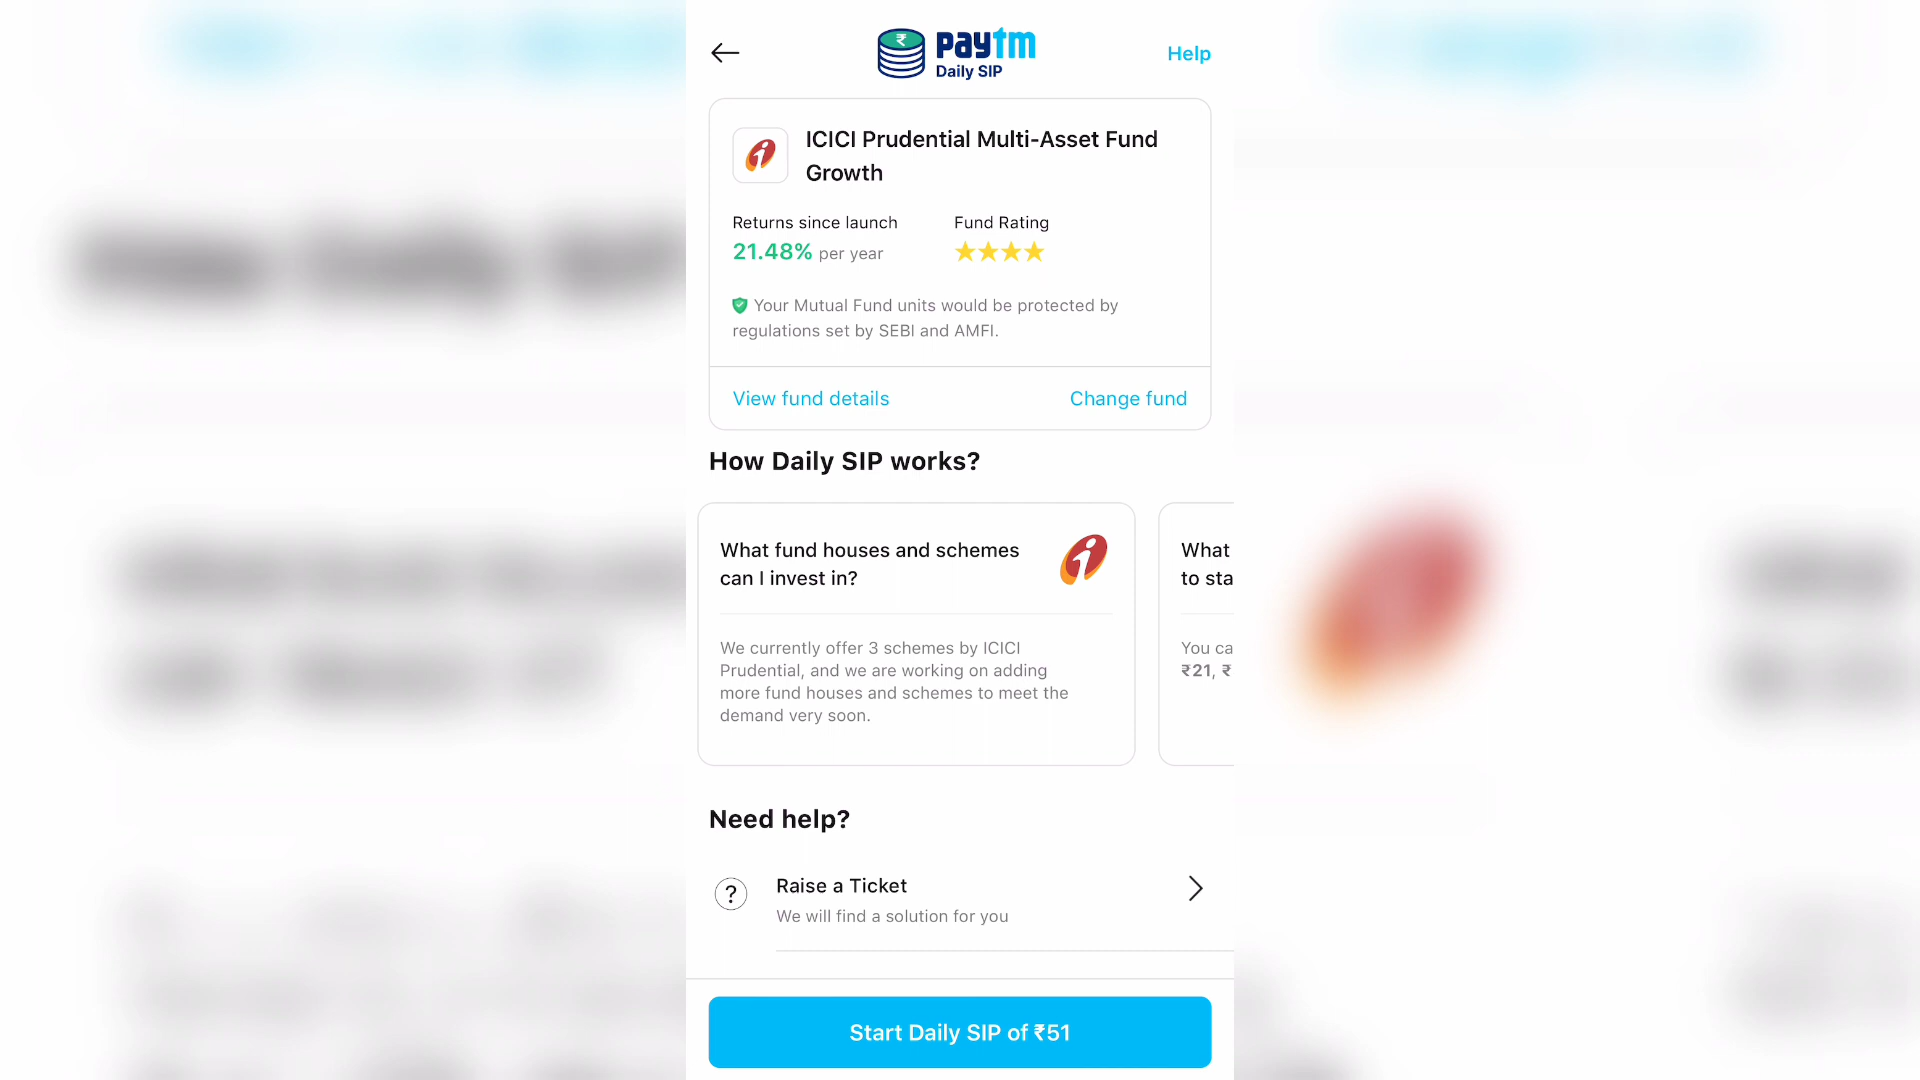 paytm
Help
Daily SIP
ICICI Prudential Multi-Asset Fund
Growth
Returns since launch
Fund Rating
21.48% per year
Your Mutual Fund units would be protected by
regulations set by SEBI and AMFI.
View fund details
Change fund
How Daily SIP works?
What fund houses and schemes
can I invest in?
We currently offer 3 schemes by ICICI
Prudential, and we are working on adding
more fund houses and schemes to meet the
demand very soon.
What
to sta
You ca
₹21, ₹
Need help?
Raise a Ticket
We will find a solution for you
Start Daily SIP of ₹51